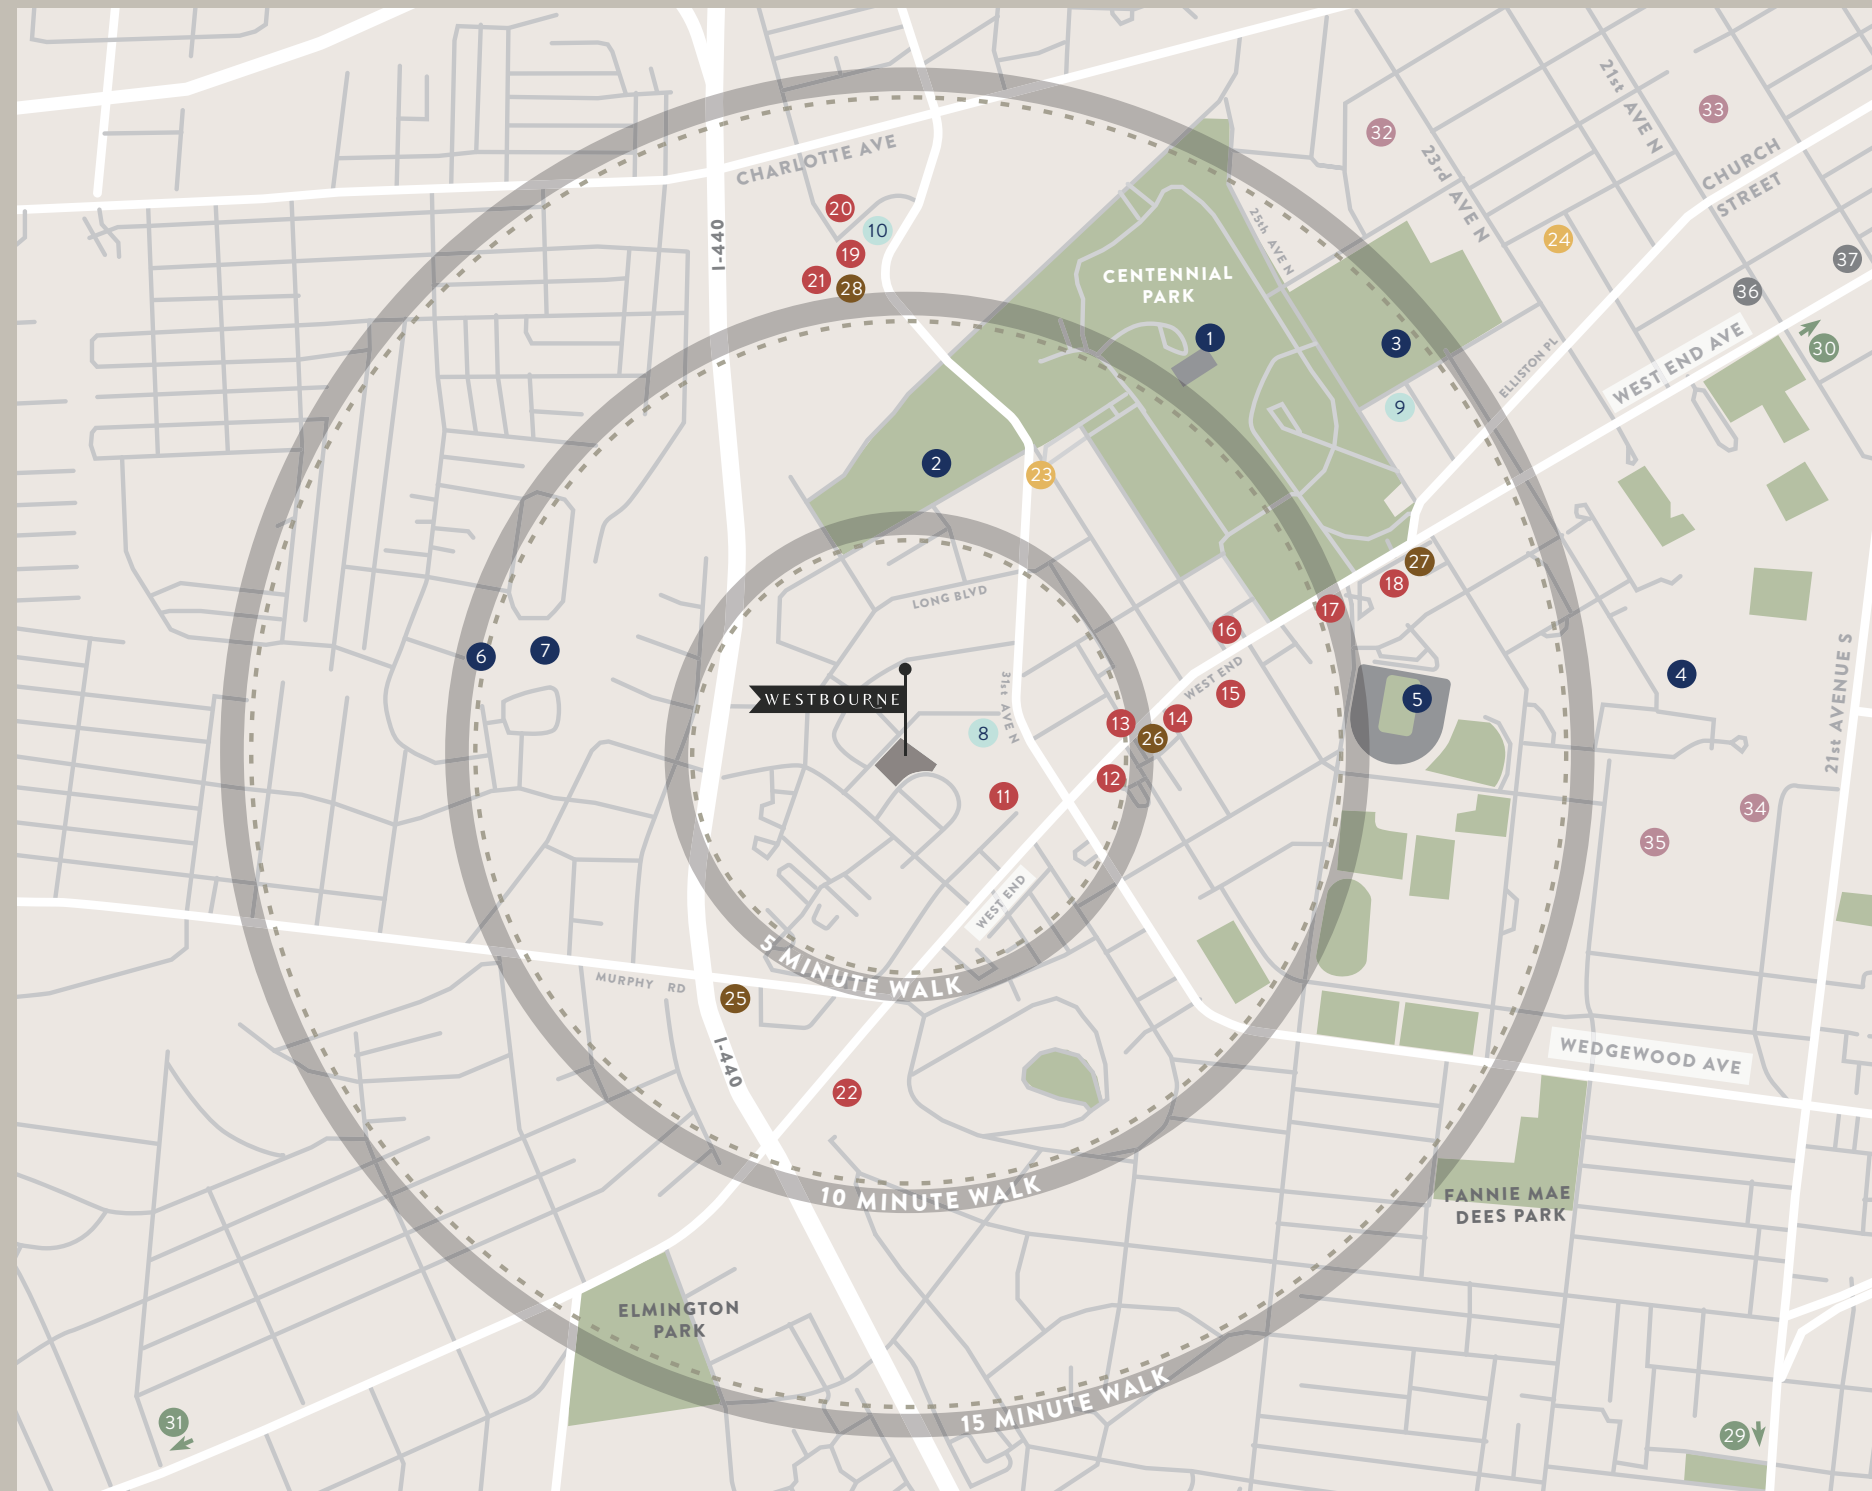 33
32
21st AVE N
23rd AVE N
CHURCH
STREET
CHARLOTTE AVE
20
10
19
21
28
I-440
25th AVE N
24
37
36
CENTENNIAL
PARK
1
3
30
WEST END AVE
ELLISTON PL
9
2
23
27
18
17
LONG BLVD
16
6
7
WEST END
15
4
5
21st AVENUE S
WESTBOURNE
31st AVE N
8
13
14
26
12
11
34
35
WEST END
5 MINUTE WALK
MURPHY RD
25
I-440
WEDGEWOOD AVE
22
10 MINUTE WALK
FANNIE MAE
DEES PARK
ELMINGTON
PARK
15 MINUTE WALK
31
29